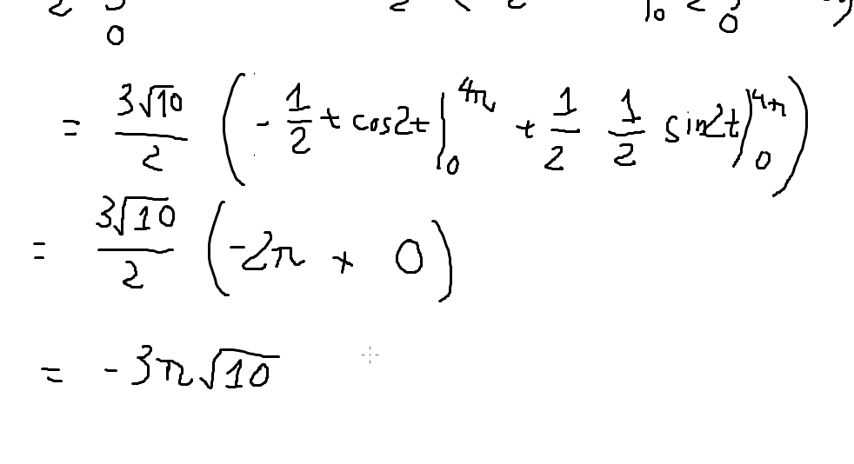 = 3√10/2 ( - 1/2 t cos2t |₀^4π + 1/2 1/2 sin2t |₀^4π )
= 3√10/2 ( -2π + 0 )
= -3π√10